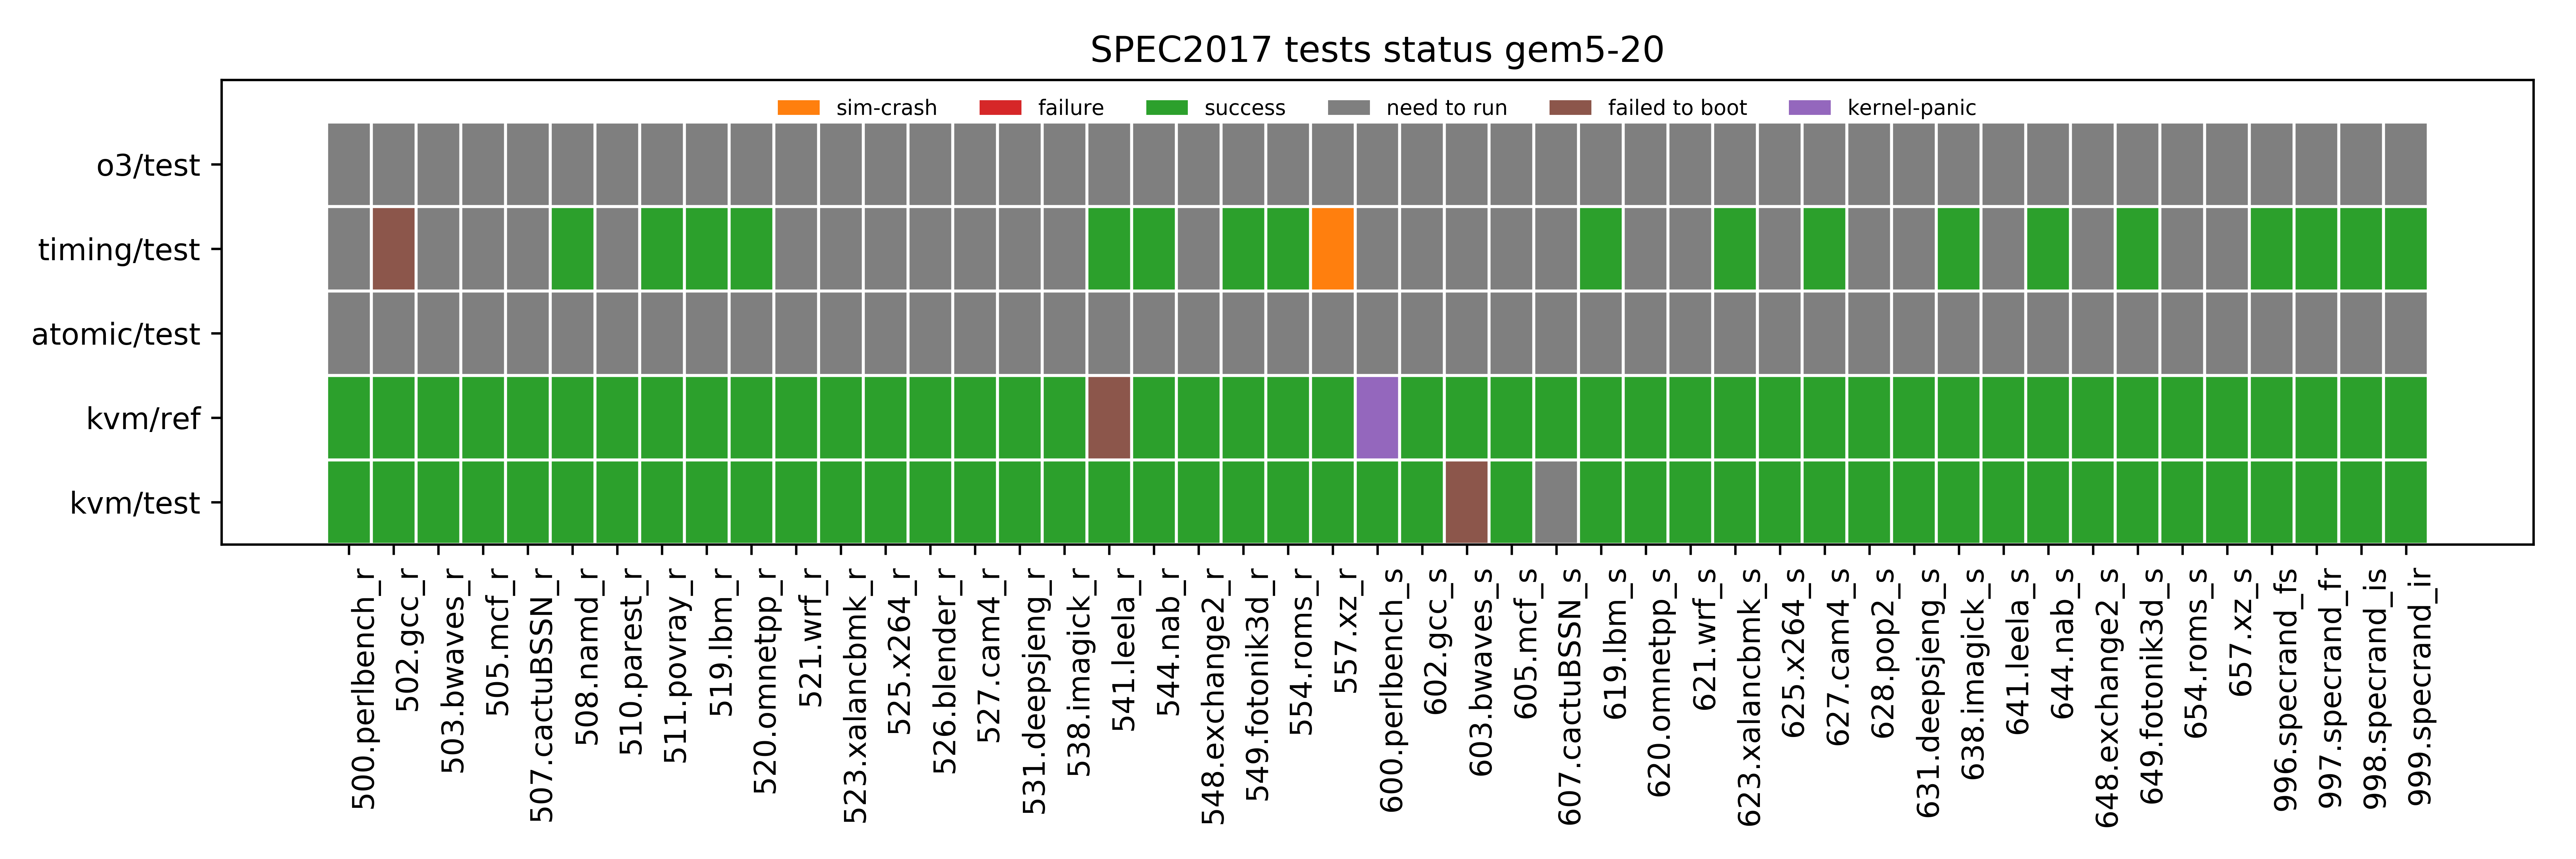 SPEC2017 tests status gem5-20
sim-crash failure success need to run failed to boot kernel-panic
o3/test
timing/test
atomic/test
kvm/ref
kvm/test
500.perlbench_r
502.gcc_r
503.bwaves_r
505.mcf_r
507.cactuBSSN_r
508.namd_r
510.parest_r
511.povray_r
519.lbm_r
520.omnetpp_r
521.wrf_r
523.xalancbmk_r
525.x264_r
526.blender_r
527.cam4_r
531.deepsjeng_r
538.imagick_r
541.leela_r
544.nab_r
548.exchange2_r
549.fotonik3d_r
554.roms_r
557.xz_r
600.perlbench_s
602.gcc_s
603.bwaves_s
605.mcf_s
607.cactuBSSN_s
619.lbm_s
620.omnetpp_s
621.wrf_s
623.xalancbmk_s
625.x264_s
627.cam4_s
628.pop2_s
631.deepsjeng_s
638.imagick_s
641.leela_s
644.nab_s
648.exchange2_s
649.fotonik3d_s
654.roms_s
657.xz_s
996.specrand_fs
997.specrand_fr
998.specrand_is
999.specrand_ir